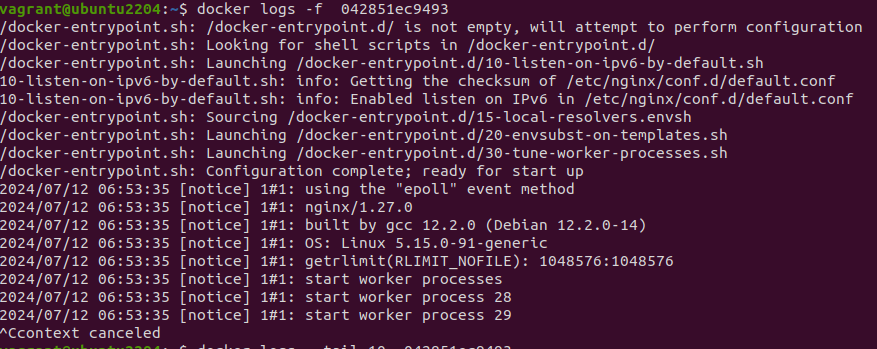 vagrant@ubuntu2204:~$ docker logs -f  042851ec9493
/docker-entrypoint.sh: /docker-entrypoint.d/ is not empty, will attempt to perform configuration
/docker-entrypoint.sh: Looking for shell scripts in /docker-entrypoint.d/
/docker-entrypoint.sh: Launching /docker-entrypoint.d/10-listen-on-ipv6-by-default.sh
10-listen-on-ipv6-by-default.sh: info: Getting the checksum of /etc/nginx/conf.d/default.conf
10-listen-on-ipv6-by-default.sh: info: Enabled listen on IPv6 in /etc/nginx/conf.d/default.conf
/docker-entrypoint.sh: Sourcing /docker-entrypoint.d/15-local-resolvers.envsh
/docker-entrypoint.sh: Launching /docker-entrypoint.d/20-envsubst-on-templates.sh
/docker-entrypoint.sh: Launching /docker-entrypoint.d/30-tune-worker-processes.sh
/docker-entrypoint.sh: Configuration complete; ready for start up
2024/07/12 06:53:35 [notice] 1#1: using the "epoll" event method
2024/07/12 06:53:35 [notice] 1#1: nginx/1.27.0
2024/07/12 06:53:35 [notice] 1#1: built by gcc 12.2.0 (Debian 12.2.0-14)
2024/07/12 06:53:35 [notice] 1#1: OS: Linux 5.15.0-91-generic
2024/07/12 06:53:35 [notice] 1#1: getrlimit(RLIMIT_NOFILE): 1048576:1048576
2024/07/12 06:53:35 [notice] 1#1: start worker processes
2024/07/12 06:53:35 [notice] 1#1: start worker process 28
2024/07/12 06:53:35 [notice] 1#1: start worker process 29
^Ccontext canceled